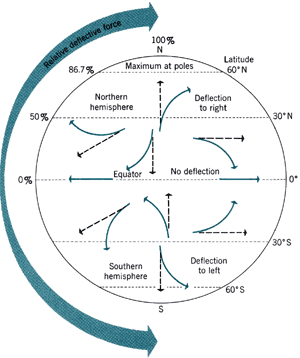 100%
N
Latitude
86.7%
Maximum at poles
60°N
Relative deflective force
Northern
hemisphere
Deflection
to right
50%
30°N
0%
Equator
No deflection
0°
30°S
Southern
hemisphere
Deflection
to left
60°S
S